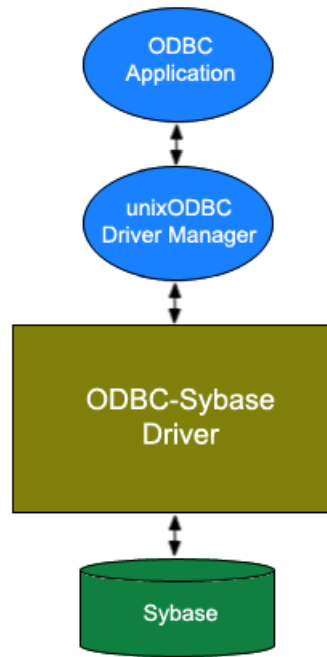 ODBC
Application
unixODBC
Driver Manager
ODBC-Sybase
Driver
Sybase